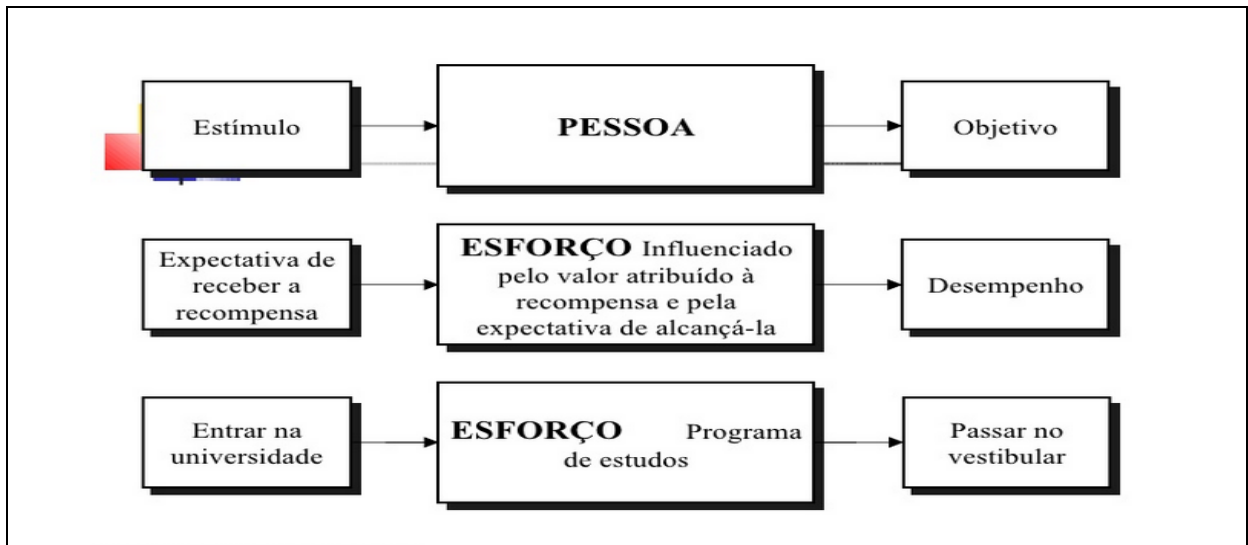 Estímulo
PESSOA
Objetivo
Expectativa de
receber a
recompensa
ESFORÇO Influenciado
pelo valor atribuído à
recompensa e pela
expectativa de alcançá-la
Desempenho
Entrar na
universidade
ESFORÇO Programa
de estudos
Passar no
vestibular